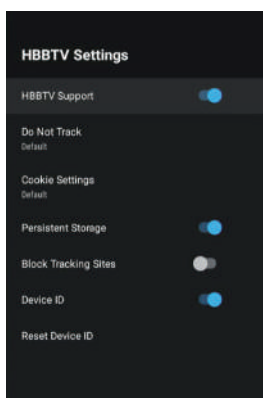 HBBTV Settings
HBBTV Support
Do Not Track
Default
Cookie Settings
Default
Persistent Storage
Block Tracking Sites
Device ID
Reset Device ID